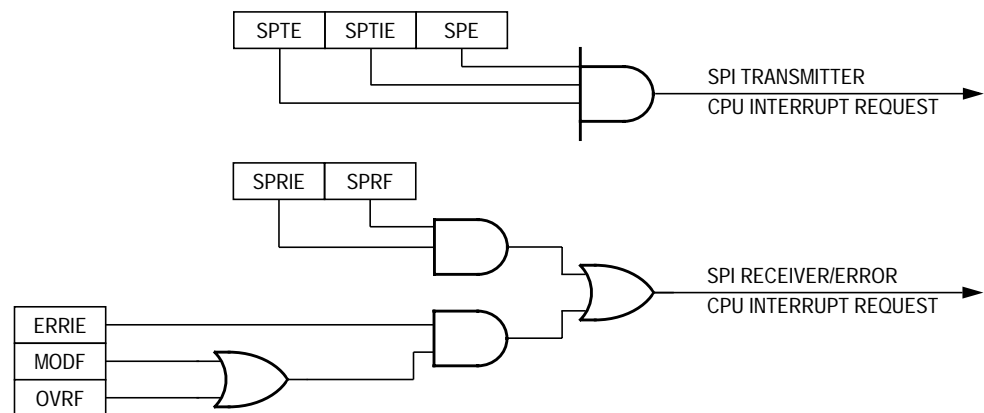 SPTE SPTIE SPE
SPI TRANSMITTER
CPU INTERRUPT REQUEST
SPRIE SPRF
SPI RECEIVER/ERROR
CPU INTERRUPT REQUEST
ERRIE
MODF
OVRF